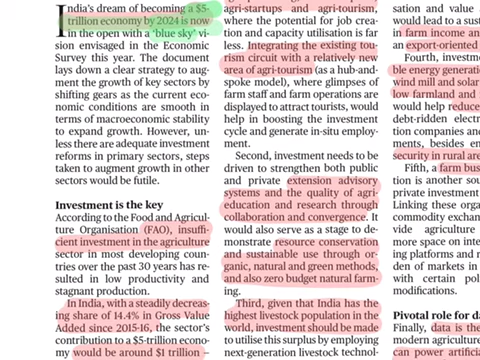 India's dream of becoming a $5-
trillion economy by 2024 is now
in the open with a 'blue sky' vi-
sion envisaged in the Economic
Survey this year. The document
lays down a clear strategy to aug-
ment the growth of key sectors by
shifting gears as the current eco-
nomic conditions are smooth in
terms of macroeconomic stability
to expand growth. However, un-
less there are adequate investment
reforms in primary sectors, steps
taken to augment growth in other
sectors would be futile.
Investment is the key
According to the Food and Agricul-
ture Organisation (FAO), insuffi-
cient investment in the agriculture
sector in most developing coun-
tries over the past 30 years has re-
sulted in low productivity and
stagnant production.
In India, with a steadily decreas-
ing share of 14.4% in Gross Value
Added since 2015-16, the sector's
contribution to a $5-trillion econo-
my would be around $1 trillion –
agri-startups and agri-tourism,
where the potential for job crea-
tion and capacity utilisation is far
less. Integrating the existing tou-
rism circuit with a relatively new
area of agri-tourism (as a hub-and-
spoke model), where glimpses of
farm staff and farm operations are
displayed to attract tourists, would
help in boosting the investment
cycle and generate in-situ employ-
ment.
Second, investment needs to be
driven to strengthen both public
and private extension advisory
systems and the quality of agri-
education and research through
collaboration and convergence. It
would also serve as a stage to de-
monstrate resource conservation
and sustainable use through or-
ganic, natural and green methods,
and also zero budget natural farm-
ing.
Third, given that India has the
highest livestock population in the
world, investment should be made
to utilise this surplus by employing
next-generation livestock technol
sation and value a
would lead to a sust
in farm income an
an export-oriented
Fourth, investm
ble energy generati
wind mill and solar
low farmland and
would help reduce
debt-ridden electri
tion companies and
ments, besides en
security in rural are
Fifth, a farm bus
tion is another sour
private investment
Linking these orga
commodity exchan
vide agriculture
more space on inte
ing platforms and r
den of markets in
with certain pol
modifications.
Pivotal role for da
Finally, data is the
modern agriculture
an power artific